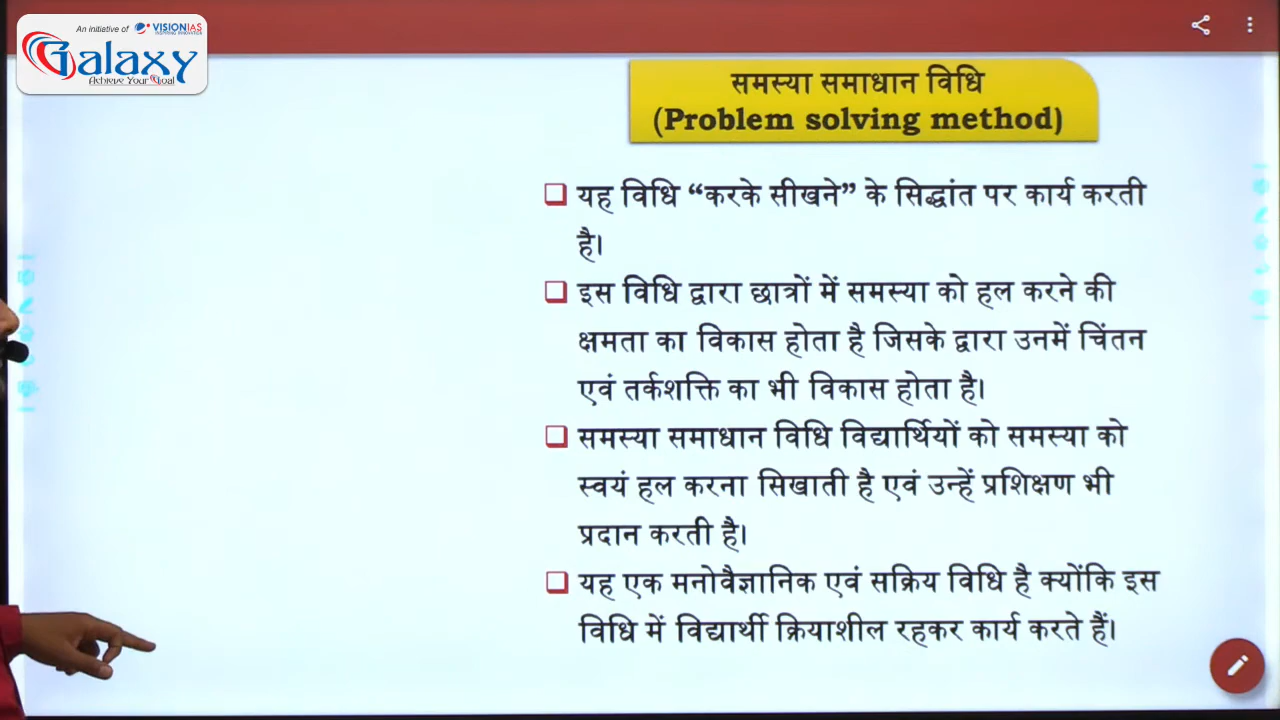 An initiative of VISIONIAS
INSPIRING INNOVATION
Galaxy
Achieve Your Goal
समस्या समाधान विधि
(Problem solving method)
यह विधि “करके सीखने” के सिद्धांत पर कार्य करती
है।
इस विधि द्वारा छात्रों में समस्या को हल करने की
क्षमता का विकास होता है जिसके द्वारा उनमें चिंतन
एवं तर्कशक्ति का भी विकास होता है।
समस्या समाधान विधि विद्यार्थियों को समस्या को
स्वयं हल करना सिखाती है एवं उन्हें प्रशिक्षण भी
प्रदान करती है।
यह एक मनोवैज्ञानिक एवं सक्रिय विधि है क्योंकि इस
विधि में विद्यार्थी क्रियाशील रहकर कार्य करते हैं।